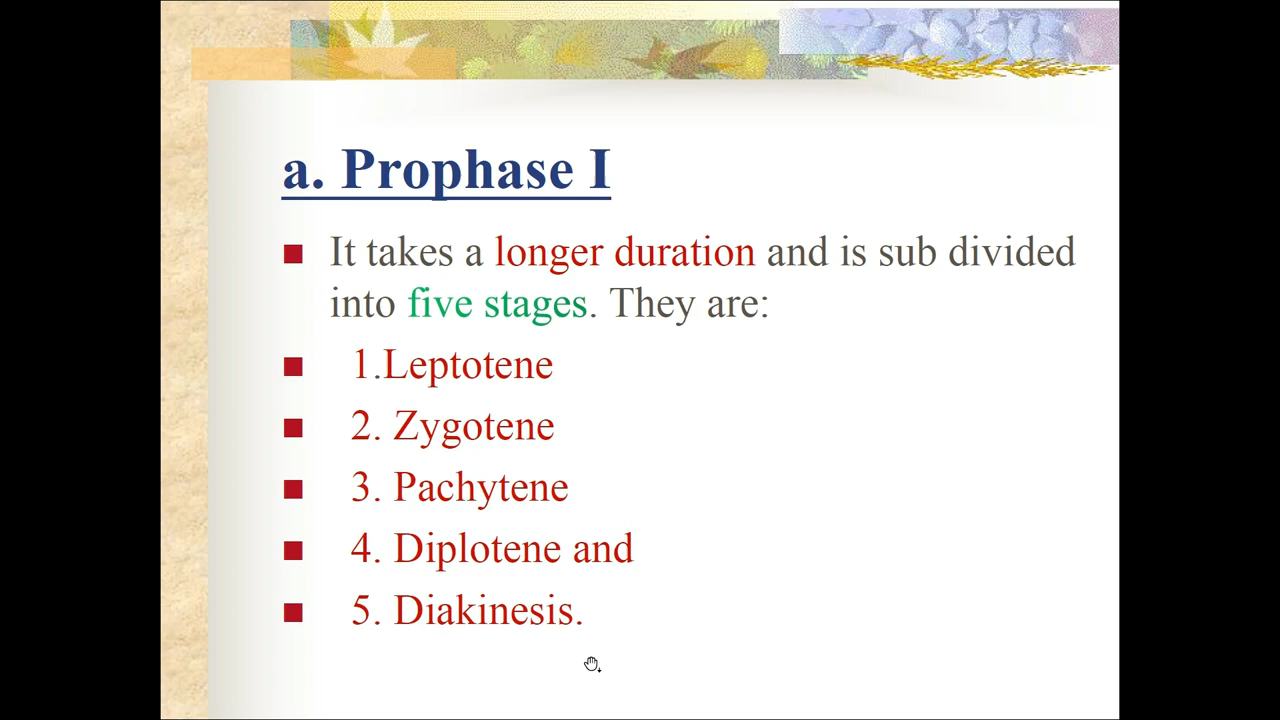 a. Prophase I
It takes a longer duration and is sub divided
into five stages. They are:
1.Leptotene
2. Zygotene
3. Pachytene
4. Diplotene and
5. Diakinesis.